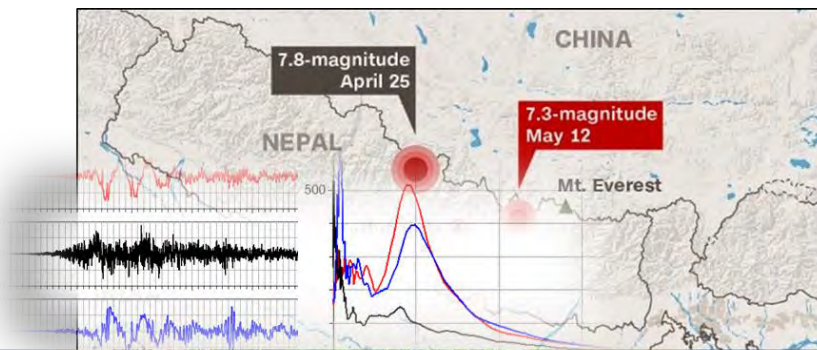 CHINA
7.8-magnitude
April 25
7.3-magnitude
May 12
NEPAL
Mt. Everest
500